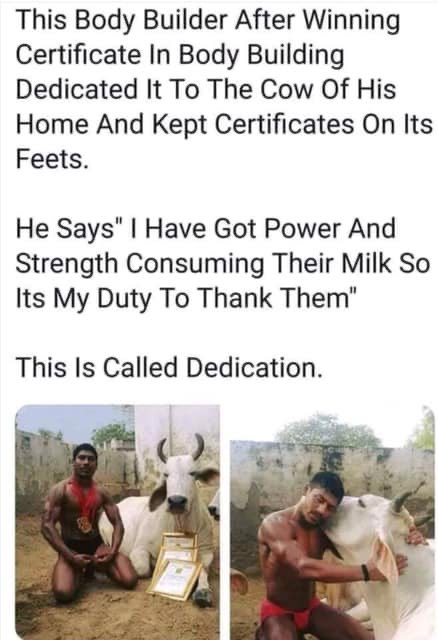 This Body Builder After Winning
Certificate In Body Building
Dedicated It To The Cow Of His
Home And Kept Certificates On Its
Feets.
He Says" I Have Got Power And
Strength Consuming Their Milk So
Its My Duty To Thank Them"
This Is Called Dedication.